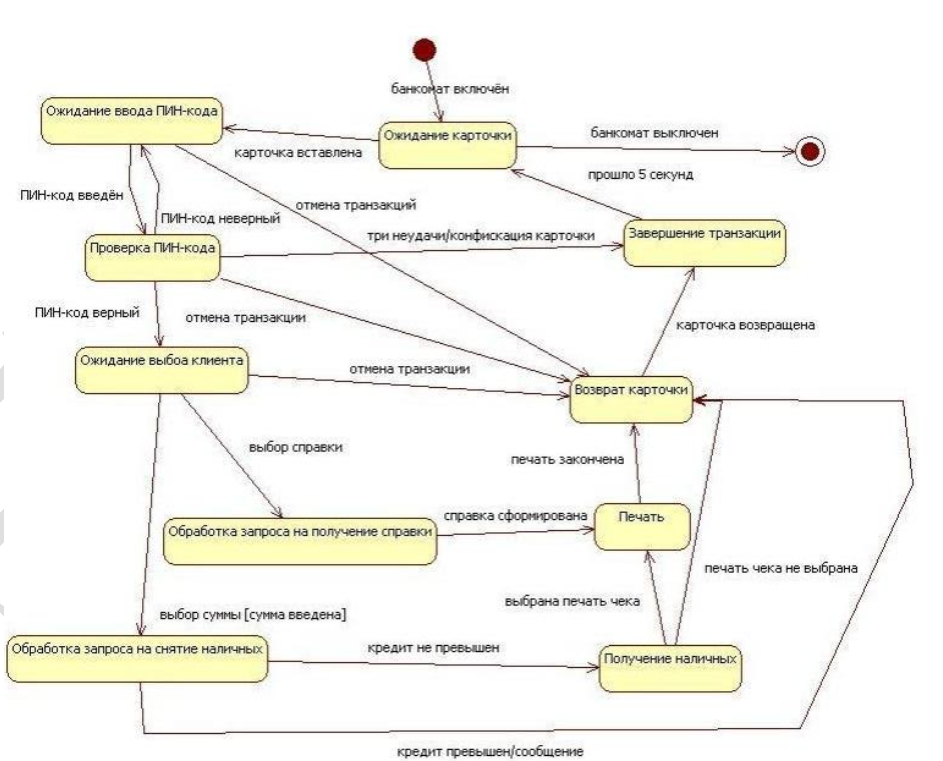 банкомат включён
Ожидание ввода ПИН-кода
Ожидание карточки
банкомат выключен
карточка вставлена
прошло 5 секунд
ПИН-код введён
отмена транзакций
ПИН-код неверный
три неудачи/конфискация карточки
Завершение транзакции
Проверка ПИН-кода
ПИН-код верный
отмена транзакции
карточка возвращена
Ожидание выбоа клиента
отмена транзакции
Возврат карточки
выбор справки
печать закончена
справка сформирована
Печать
Обработка запроса на получение справки
печать чека не выбрана
выбрана печать чека
выбор суммы [сумма введена]
Обработка запроса на снятие наличных
кредит не превышен
Получение наличных
кредит превышен/сообщение